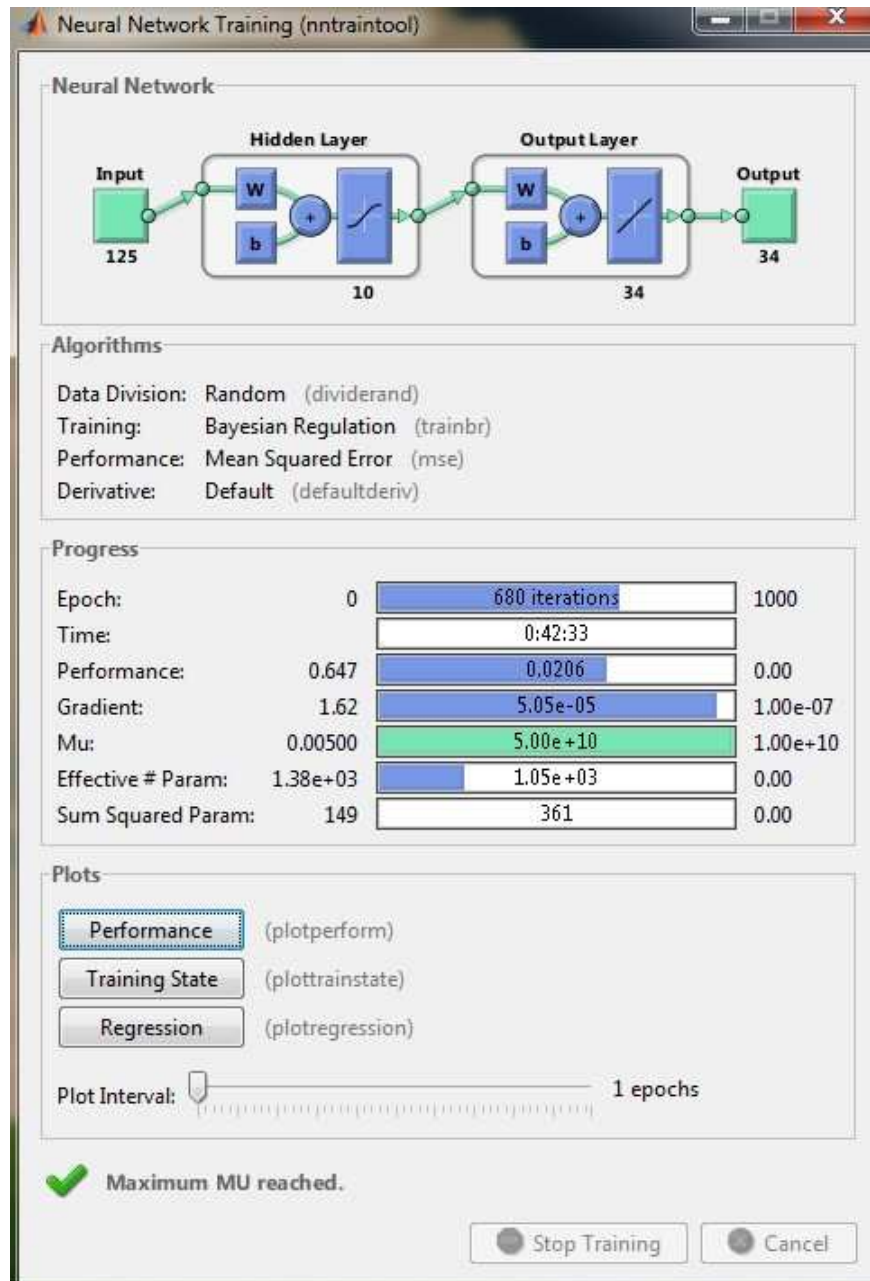 Neural Network Training (nntraintool)
Neural Network
Hidden Layer
Output Layer
Input
Output
W
b
+
W
b
+
125
10
34
34
Algorithms
Data Division: Random (dividerand)
Training: Bayesian Regulation (trainbr)
Performance: Mean Squared Error (mse)
Derivative: Default (defaultderiv)
Progress
Epoch: 0 680 iterations 1000
Time: 0:42:33
Performance: 0.647 0.0206 0.00
Gradient: 1.62 5.05e-05 1.00e-07
Mu: 0.00500 5.00e+10 1.00e+10
Effective # Param: 1.38e+03 1.05e+03 0.00
Sum Squared Param: 149 361 0.00
Plots
Performance (plotperform)
Training State (plottrainstate)
Regression (plotregression)
Plot Interval: 1 epochs
Maximum MU reached.
Stop Training Cancel